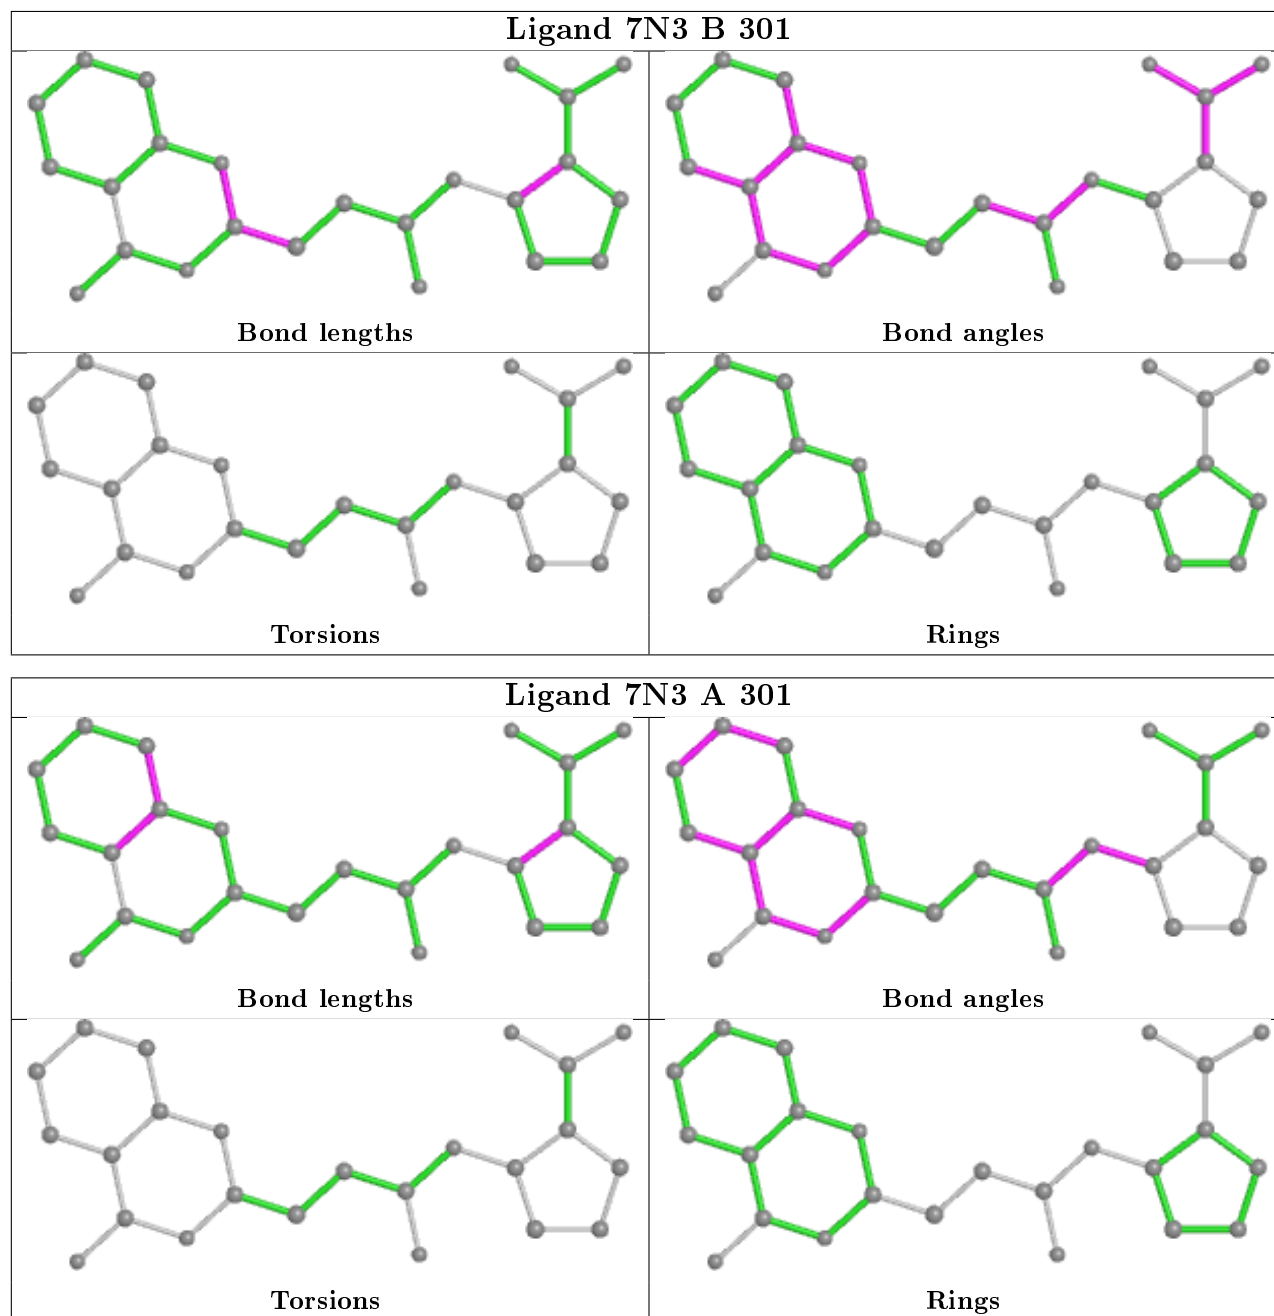 Ligand 7N3 B 301
Bond lengths
Bond angles
Torsions
Rings
Ligand 7N3 A 301
Bond lengths
Bond angles
Torsions
Rings